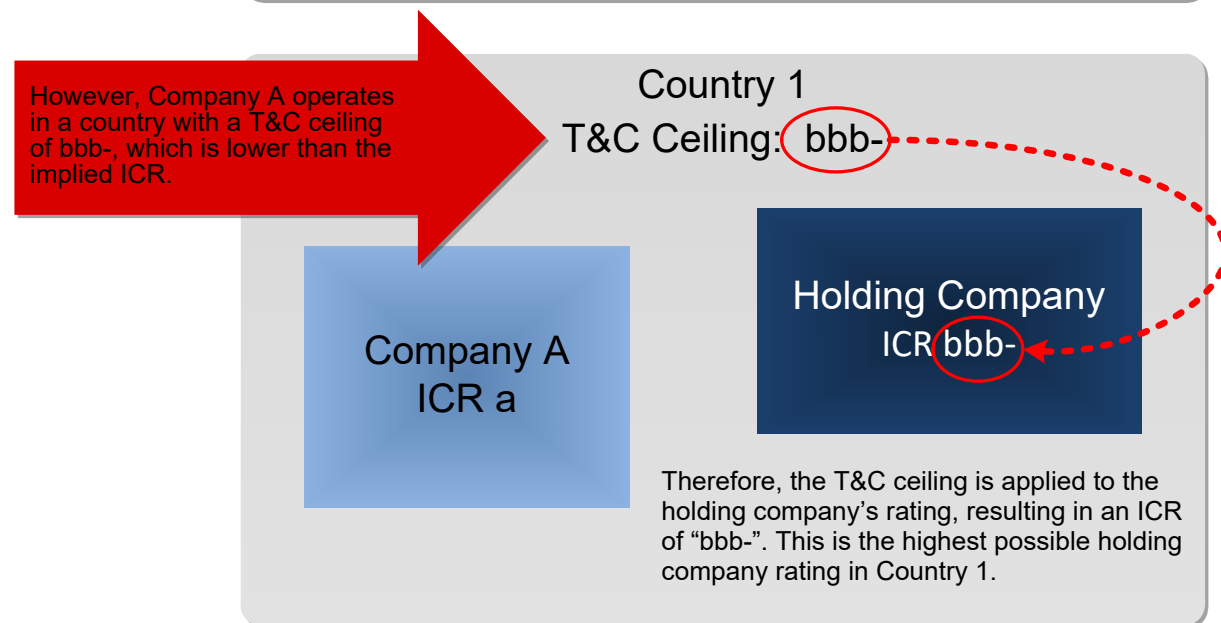 Country 1
T&C Ceiling: bbb-
However, Company A operates
in a country with a T&C ceiling
of bbb-, which is lower than the
implied ICR.
Company A
ICR a
Holding Company
ICR bbb-
Therefore, the T&C ceiling is applied to the
holding company’s rating, resulting in an ICR
of “bbb-”. This is the highest possible holding
company rating in Country 1.